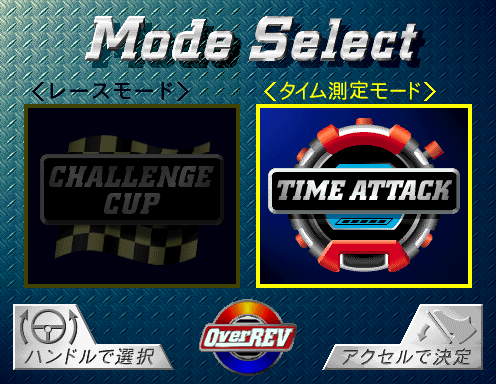 Mode Select
<レースモード>
<タイム測定モード>
CHALLENGE
CUP
TIME ATTACK
ハンドルで選択
OverREV
アクセルで決定